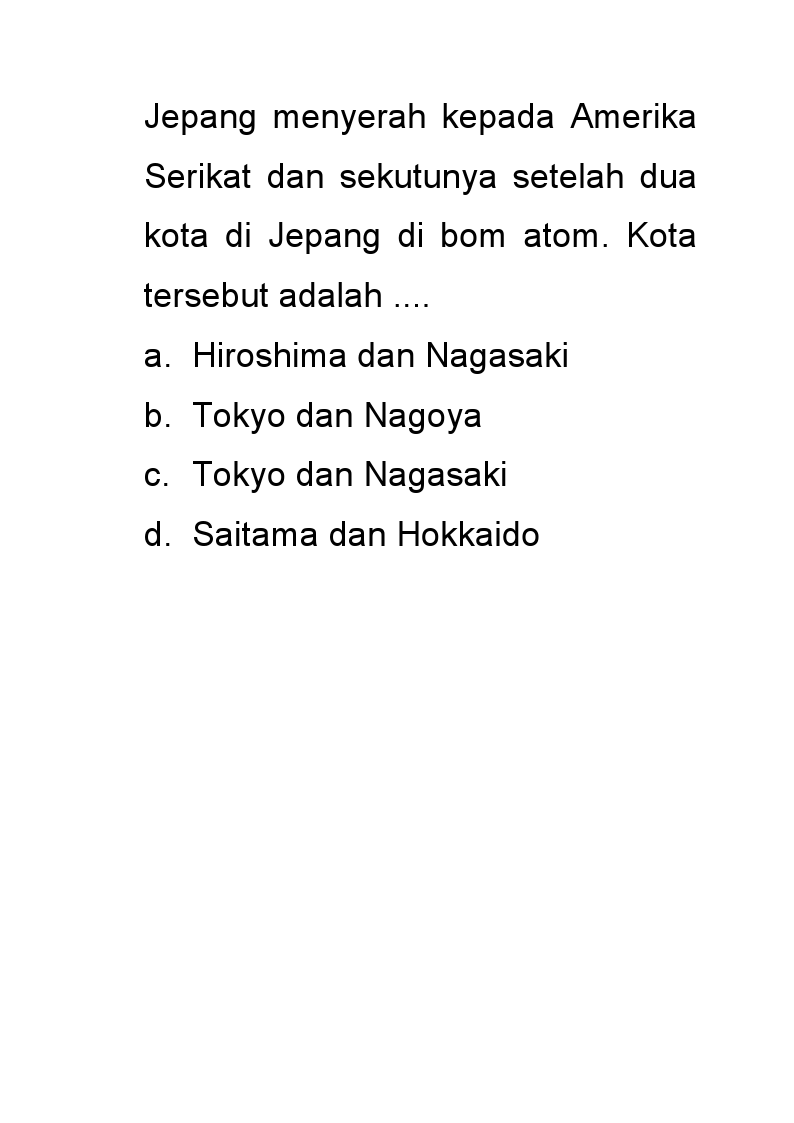 Jepang menyerah kepada Amerika
Serikat dan sekutunya setelah dua
kota di Jepang di bom atom. Kota
tersebut adalah ....
a. Hiroshima dan Nagasaki
b. Tokyo dan Nagoya
c. Tokyo dan Nagasaki
d. Saitama dan Hokkaido